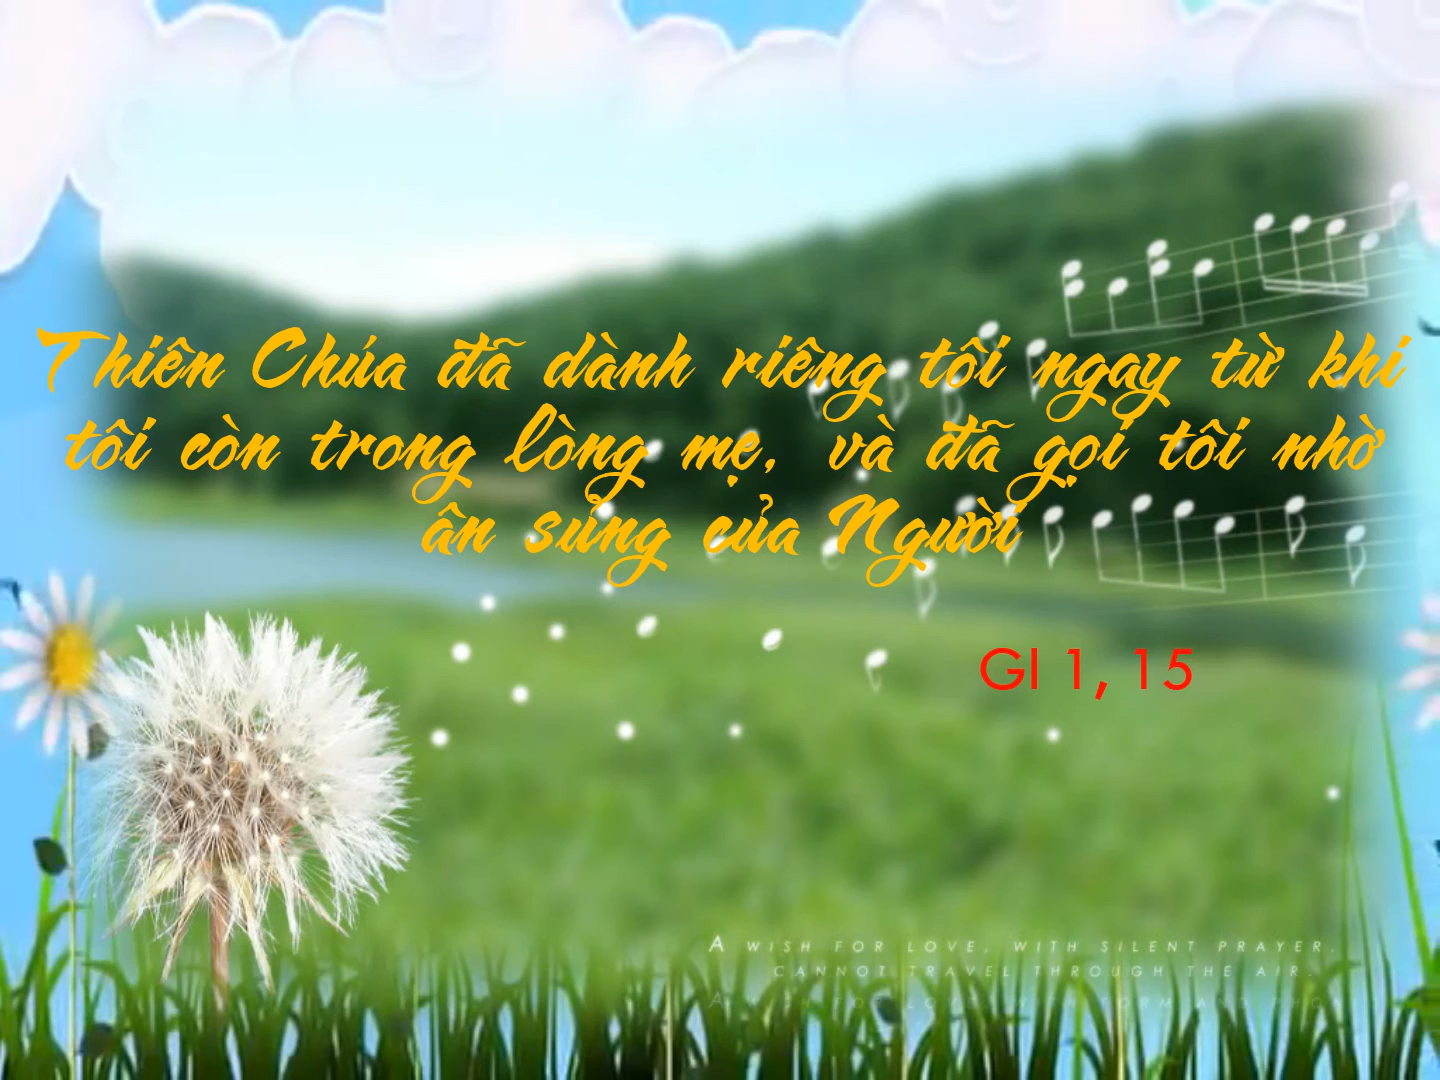 Thiên Chúa đã dành riêng tôi ngay từ khi
tôi còn trong lòng mẹ, và đã gọi tôi nhờ
ân sủng của Người
Gl 1, 15
A WISH FOR LOVE, WITH SILENT PRAYER.
CANNOT TRAVEL THROUGH THE AIR.